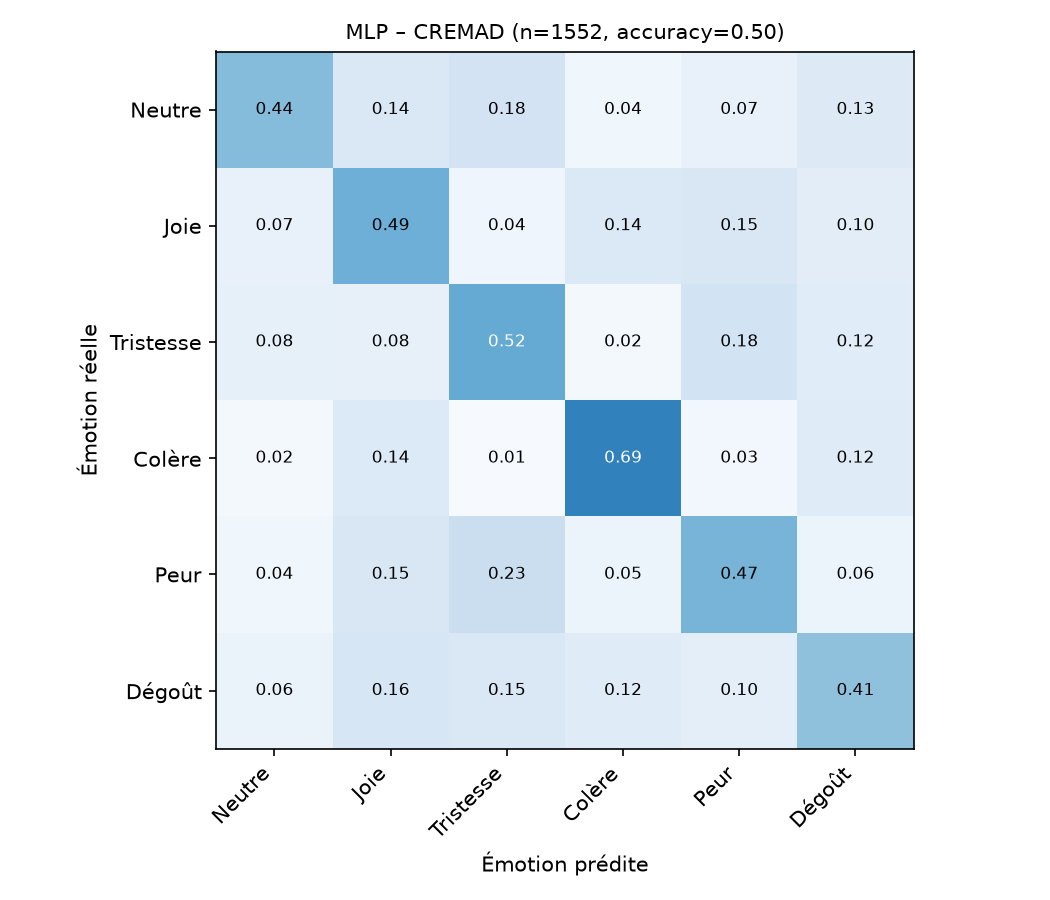 MLP – CREMAD (n=1552, accuracy=0.50)
Neutre 0.44 0.14 0.18 0.04 0.07 0.13
Joie 0.07 0.49 0.04 0.14 0.15 0.10
Tristesse 0.08 0.08 0.52 0.02 0.18 0.12
Colère 0.02 0.14 0.01 0.69 0.03 0.12
Peur 0.04 0.15 0.23 0.05 0.47 0.06
Dégoût 0.06 0.16 0.15 0.12 0.10 0.41
Émotion réelle
Neutre Joie Tristesse Colère Peur Dégoût
Émotion prédite